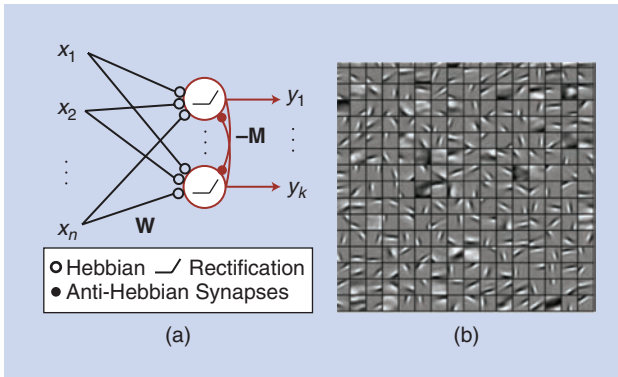 x1
x2
⋮
xn
W
–M
y1
⋮
yk
Hebbian Rectification
Anti-Hebbian Synapses
(a) (b)